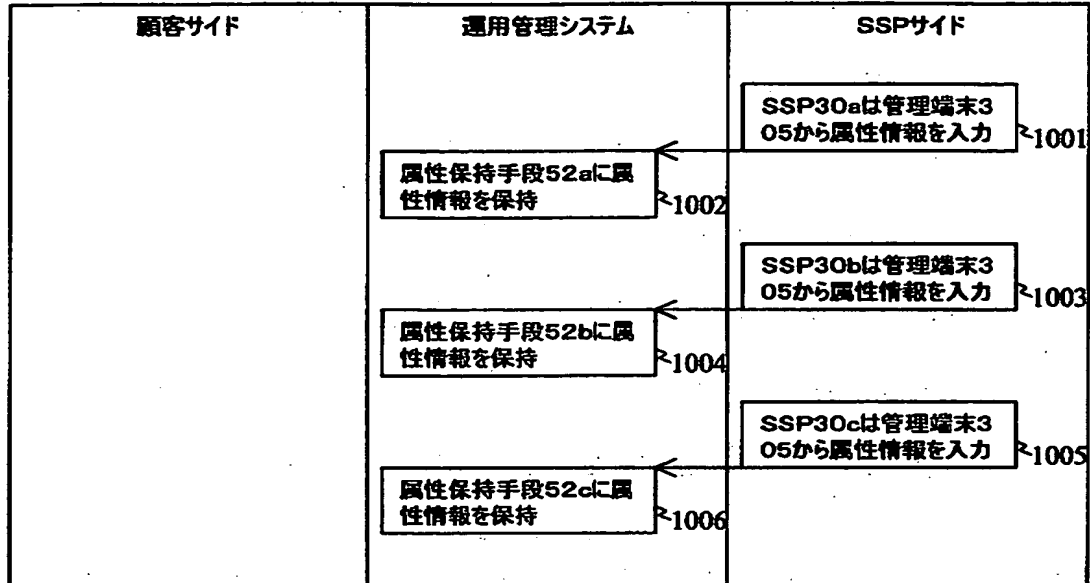 顧客サイド
運用管理システム
SSPサイド
SSP30aは管理端末3
05から属性情報を入力
1001
属性保持手段52aに属
性情報を保持
1002
SSP30bは管理端末3
05から属性情報を入力
1003
属性保持手段52bに属
性情報を保持
1004
SSP30cは管理端末3
05から属性情報を入力
1005
属性保持手段52cに属
性情報を保持
1006